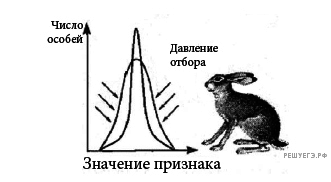 Число
особей
Давление
отбора
Значение признака
РЕШУЕГЭ.РФ